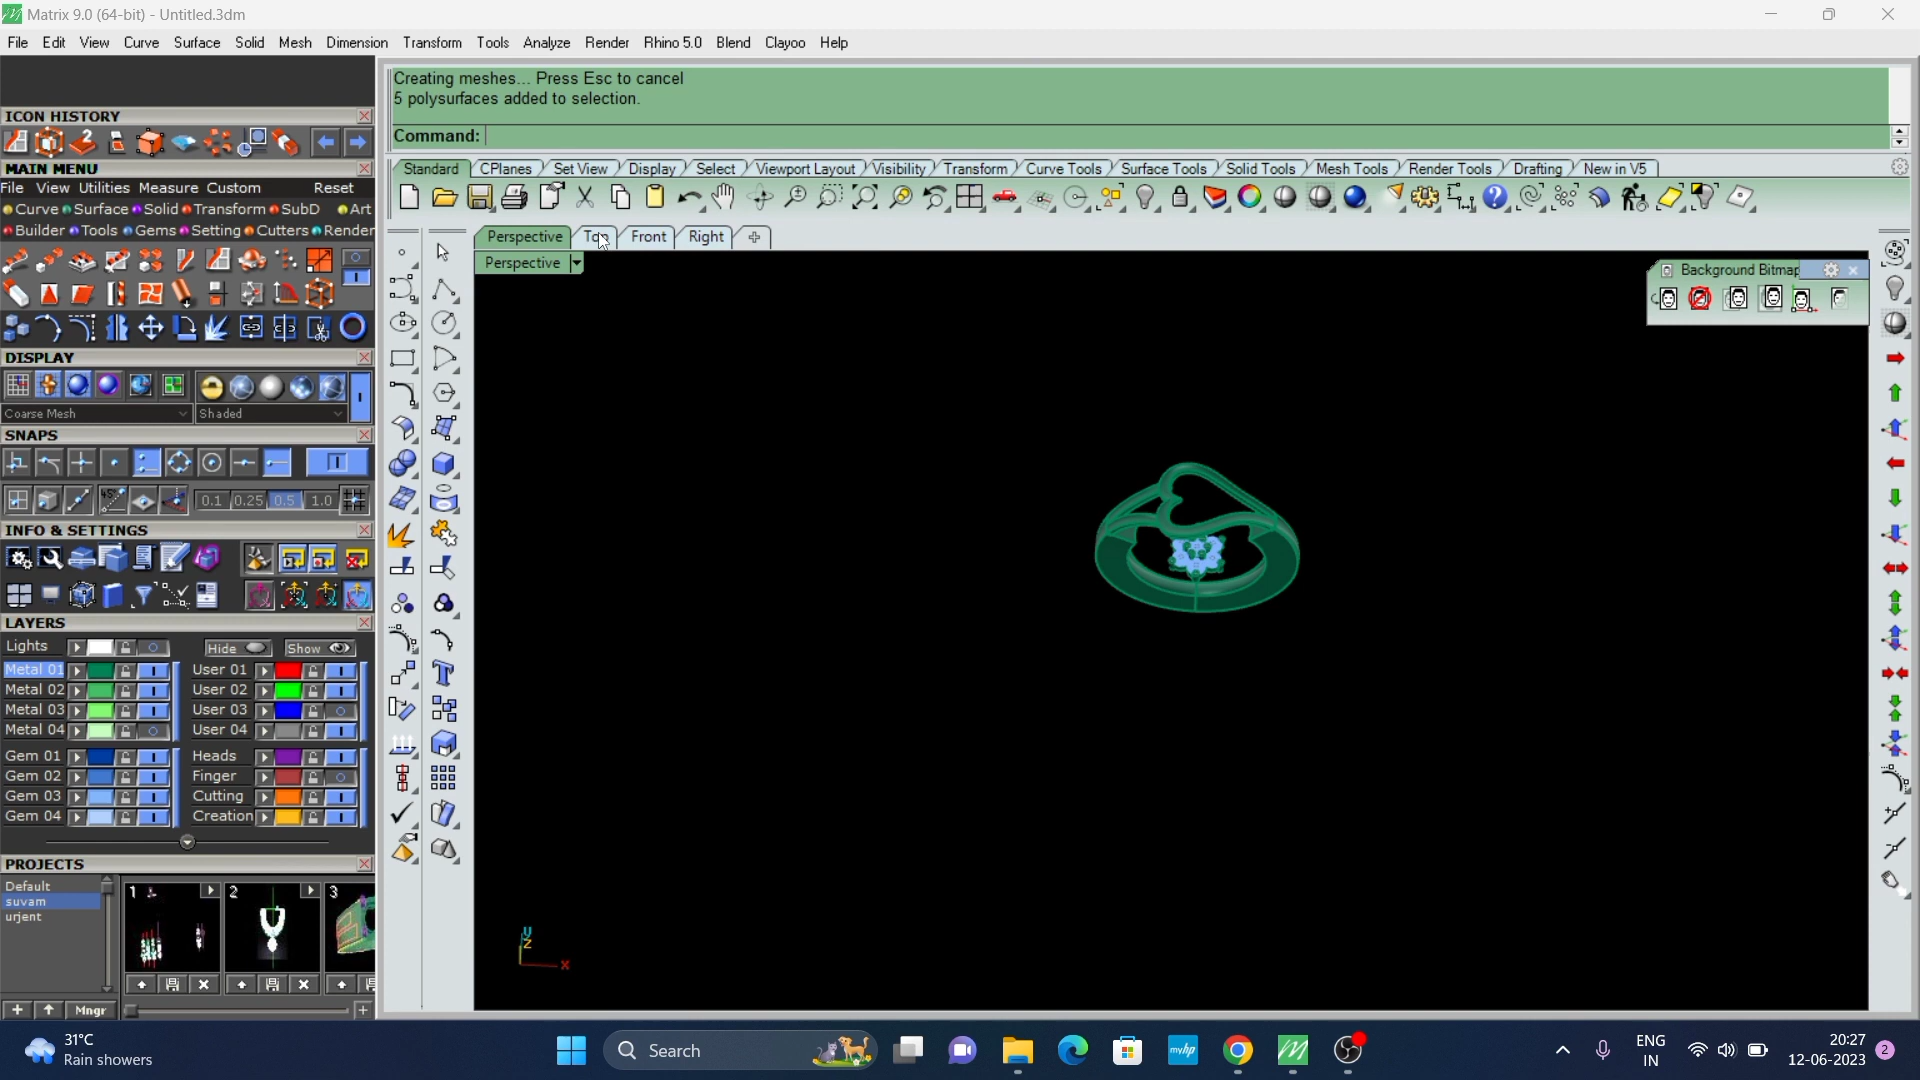 Matrix 9.0 (64-bit) - Untitled.3dm
File Edit View Curve Surface Solid Mesh Dimension Transform Tools Analyze Render Rhino 5.0 Blend Clayoo Help
Creating meshes... Press Esc to cancel
5 polysurfaces added to selection.
Command:
Standard CPlanes Set View Display Select Viewport Layout Visibility Transform Curve Tools Surface Tools Solid Tools Mesh Tools Render Tools Drafting New in V5
Perspective Top Front Right
Perspective
Background Bitmap
ICON HISTORY
MAIN MENU
File View Utilities Measure Custom Reset
Curve Surface Solid Transform SubD Art
Builder Tools Gems Setting Cutters Render
DISPLAY
Coarse Mesh Shaded
SNAPS
0.1 0.25 0.5 1.0
INFO & SETTINGS
LAYERS
Lights Hide Show
Metal 01 User 01
Metal 02 User 02
Metal 03 User 03
Metal 04 User 04
Gem 01 Heads
Gem 02 Finger
Gem 03 Cutting
Gem 04 Creation
PROJECTS
Default
suvam
urjent
1 2 3
Mngr
z x
31°C
Rain showers
Search
myhp
ENG
IN
20:27
12-06-2023
2